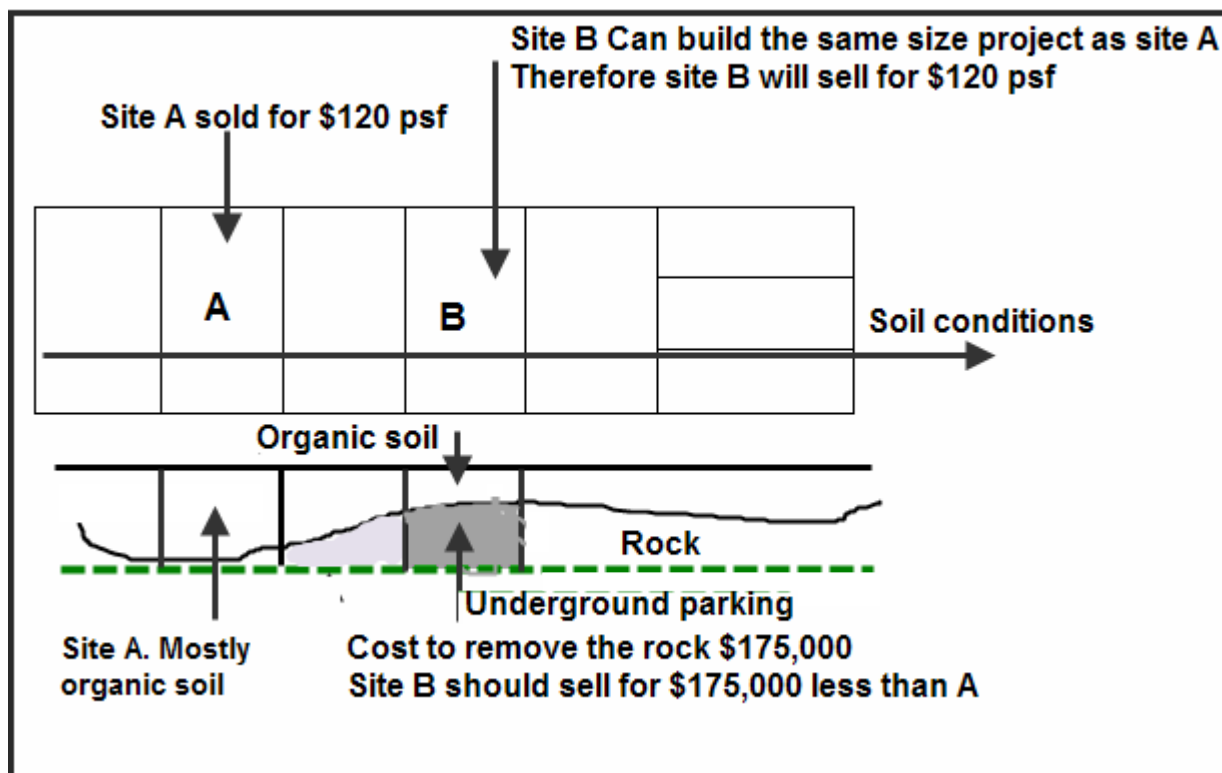 Site B Can build the same size project as site A
Therefore site B will sell for $120 psf
Site A sold for $120 psf
A
B
Soil conditions
Organic soil
Rock
Underground parking
Site A. Mostly
organic soil
Cost to remove the rock $175,000
Site B should sell for $175,000 less than A